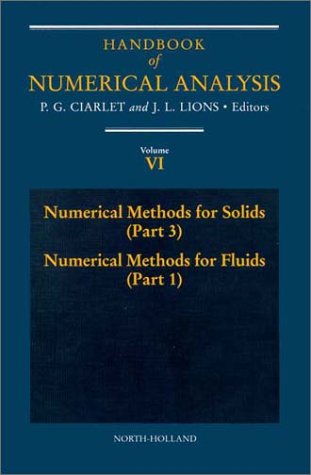 HANDBOOK
of
NUMERICAL ANALYSIS
P. G. CIARLET and J. L. LIONS • Editors
Volume
VI
Numerical Methods for Solids
(Part 3)
Numerical Methods for Fluids
(Part 1)
NORTH-HOLLAND